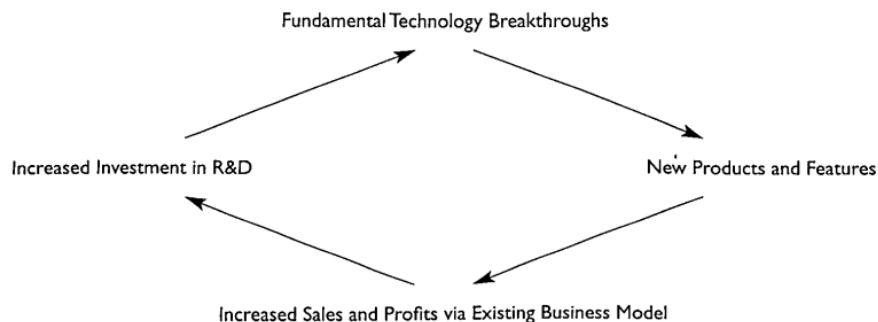 Fundamental Technology Breakthroughs
Increased Investment in R&D
New Products and Features
Increased Sales and Profits via Existing Business Model